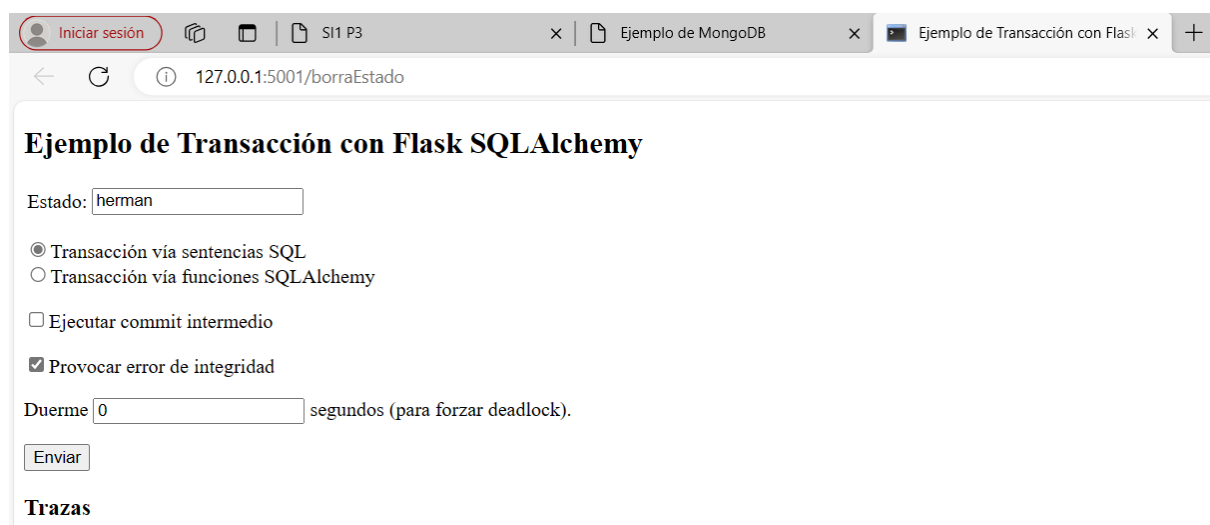 Iniciar sesión SI1 P3 Ejemplo de MongoDB Ejemplo de Transacción con Flask
127.0.0.1:5001/borraEstado
Ejemplo de Transacción con Flask SQLAlchemy
Estado: herman
Transacción vía sentencias SQL
Transacción vía funciones SQLAlchemy
Ejecutar commit intermedio
Provocar error de integridad
Duerme 0 segundos (para forzar deadlock).
Enviar
Trazas